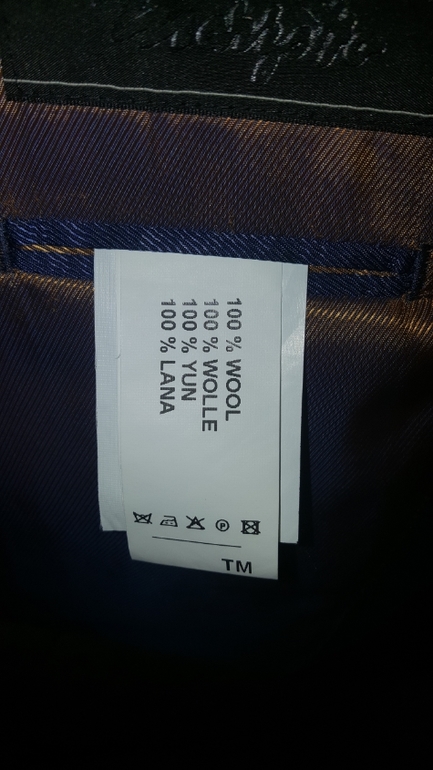 100 % WOOL
100 % WOLLE
100 % YUN
100 % LANA
P
TM